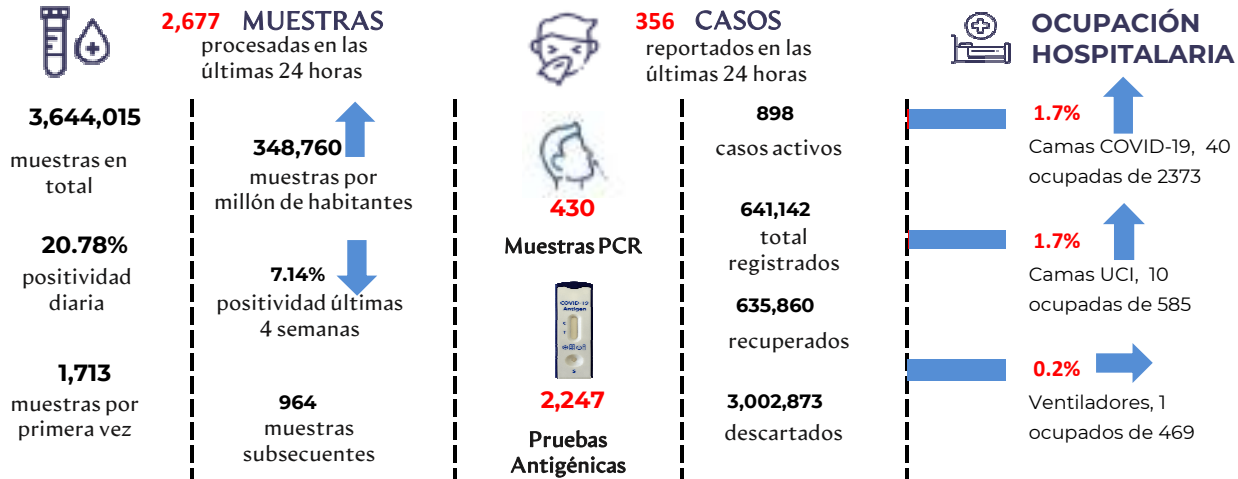 2,677 MUESTRAS
procesadas en las
últimas 24 horas
3,644,015
muestras en
total
20.78%
positividad
diaria
1,713
muestras por
primera vez
348,760
muestras por
millón de habitantes
7.14%
positividad últimas
4 semanas
964
muestras
subsecuentes
356 CASOS
reportados en las
últimas 24 horas
430
Muestras PCR
COVID-19
Antigen
2,247
Pruebas
Antigénicas
898
casos activos
641,142
total
registrados
635,860
recuperados
3,002,873
descartados
OCUPACIÓN
HOSPITALARIA
1.7%
Camas COVID-19, 40
ocupadas de 2373
1.7%
Camas UCI, 10
ocupadas de 585
0.2%
Ventiladores, 1
ocupados de 469